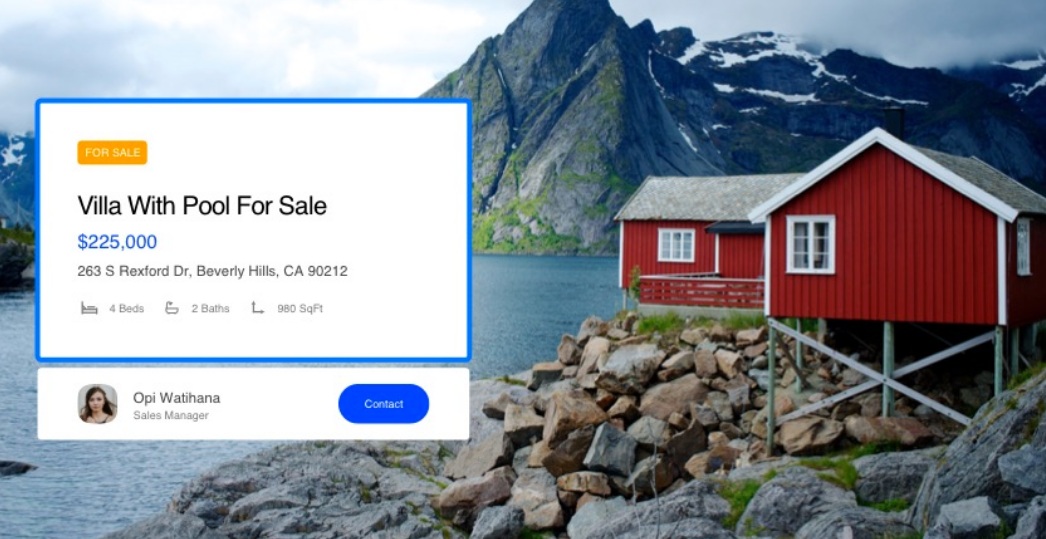 FOR SALE
Villa With Pool For Sale
$225,000
263 S Rexford Dr, Beverly Hills, CA 90212
4 Beds 2 Baths 980 SqFt
Opi Watihana
Sales Manager
Contact